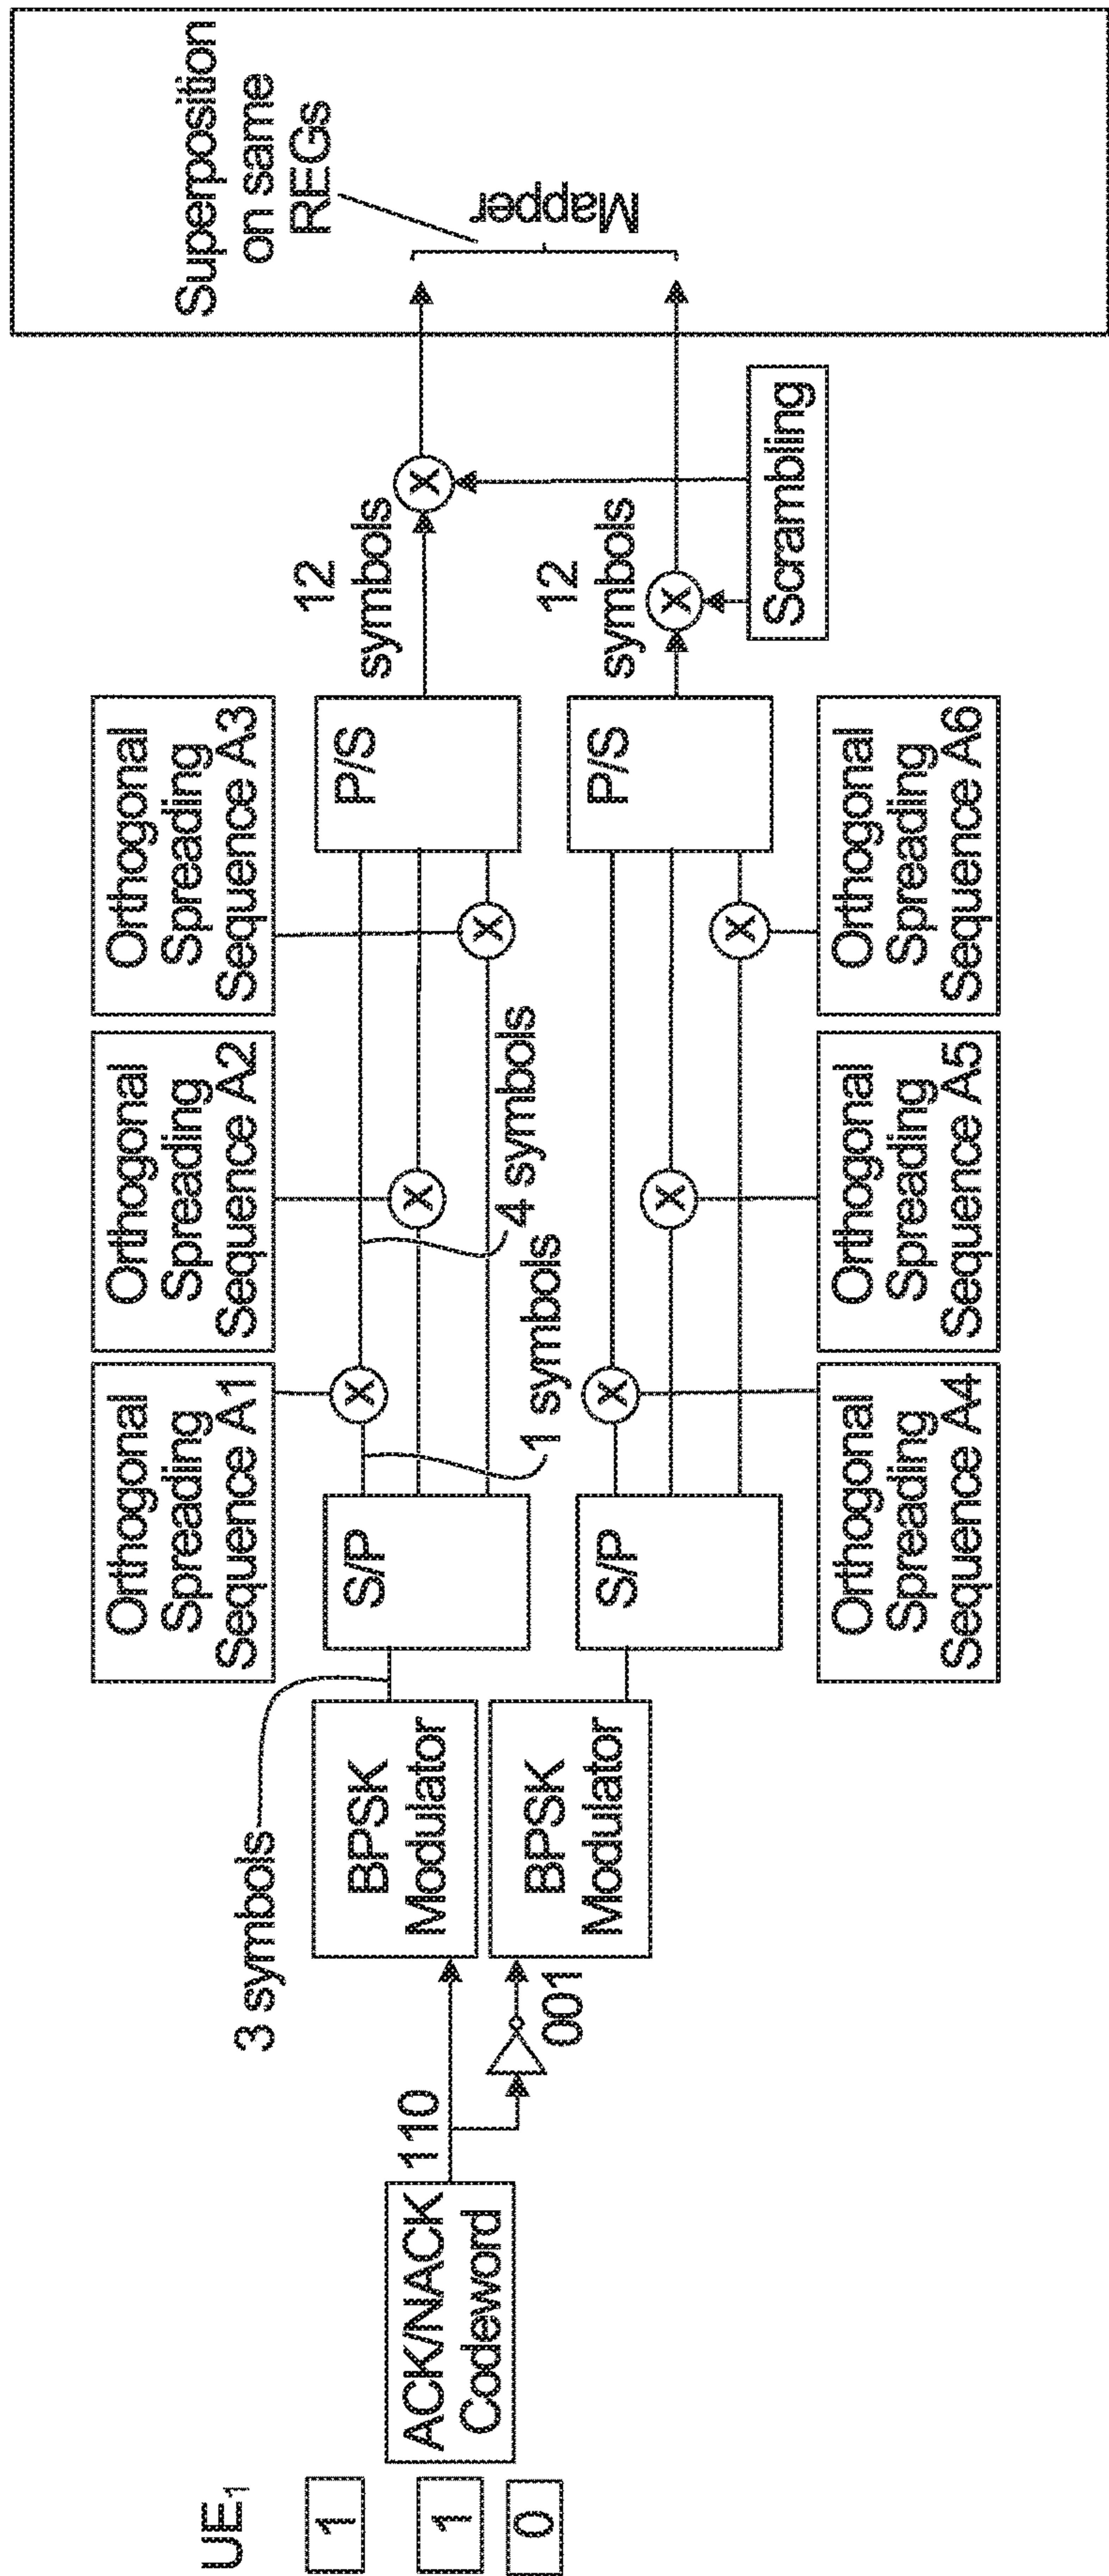 UE1
1
1
0
ACK/NACK
Codeword
110
001
3 symbols
BPSK
Modulator
BPSK
Modulator
S/P
S/P
Orthogonal
Spreading
Sequence A1
Orthogonal
Spreading
Sequence A2
Orthogonal
Spreading
Sequence A3
X
X
X
1 symbols
4 symbols
X
X
X
Orthogonal
Spreading
Sequence A4
Orthogonal
Spreading
Sequence A5
Orthogonal
Spreading
Sequence A6
P/S
P/S
12
symbols
12
symbols
X
X
Scrambling
Superposition
on same
REGs
Mapper